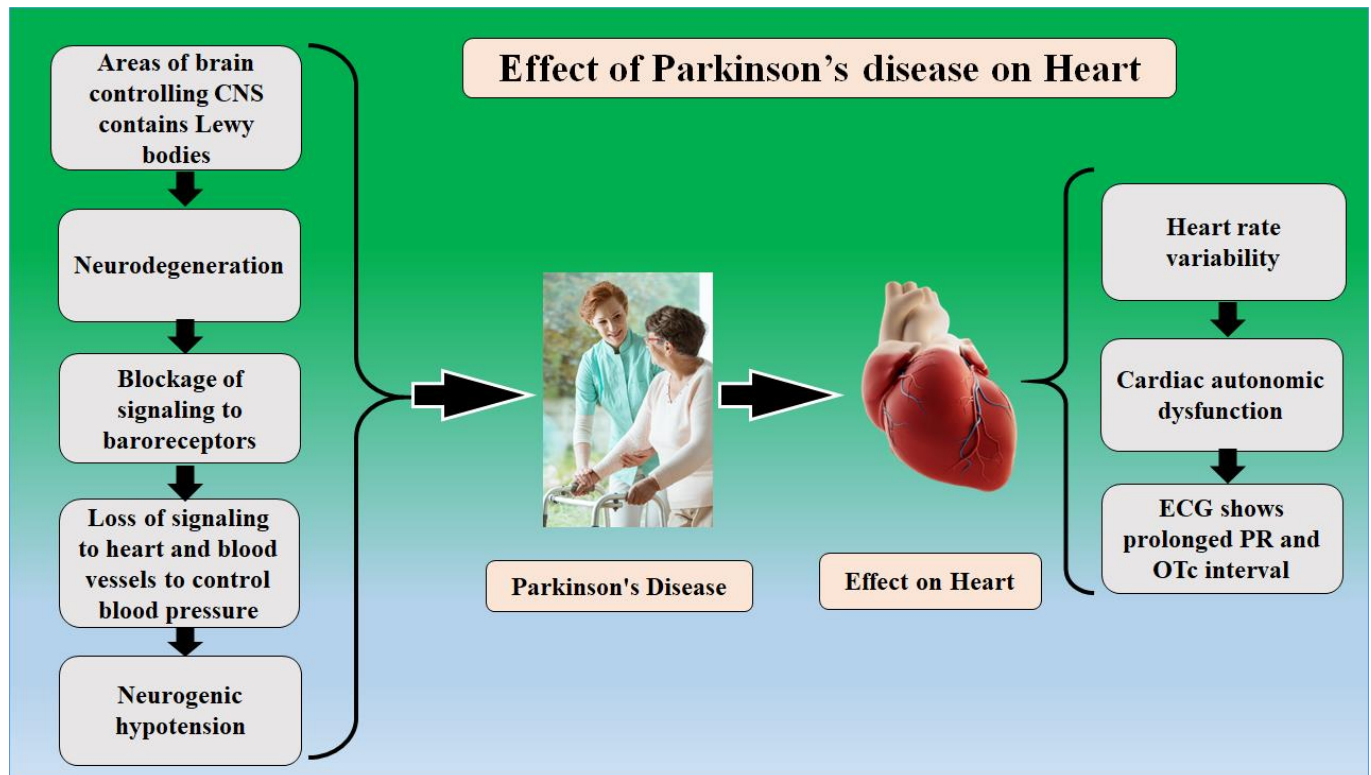 Effect of Parkinson's disease on Heart
Areas of brain
controlling CNS
contains Lewy
bodies
Neurodegeneration
Blockage of
signaling to
baroreceptors
Loss of signaling
to heart and blood
vessels to control
blood pressure
Neurogenic
hypotension
Parkinson's Disease
Effect on Heart
Heart rate
variability
Cardiac autonomic
dysfunction
ECG shows
prolonged PR and
OTc interval